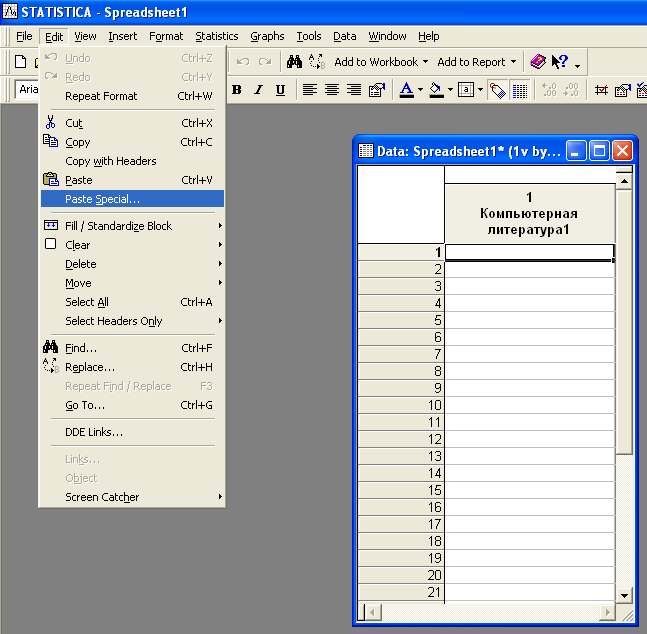 STATISTICA - Spreadsheet1
File Edit View Insert Format Statistics Graphs Tools Data Window Help
Add to Workbook Add to Report
Aria
B I U A
Undo Ctrl+Z
Redo Ctrl+Y
Repeat Format Ctrl+W
Cut Ctrl+X
Copy Ctrl+C
Copy with Headers
Paste Ctrl+V
Paste Special...
Fill / Standardize Block
Clear
Delete
Move
Select All Ctrl+A
Select Headers Only
Find... Ctrl+F
Replace... Ctrl+H
Repeat Find / Replace F3
Go To... Ctrl+G
DDE Links...
Links...
Object
Screen Catcher
Data: Spreadsheet1* (1v by...
1
Компьютерная
литература1
1
2
3
4
5
6
7
8
9
10
11
12
13
14
15
16
17
18
19
20
21